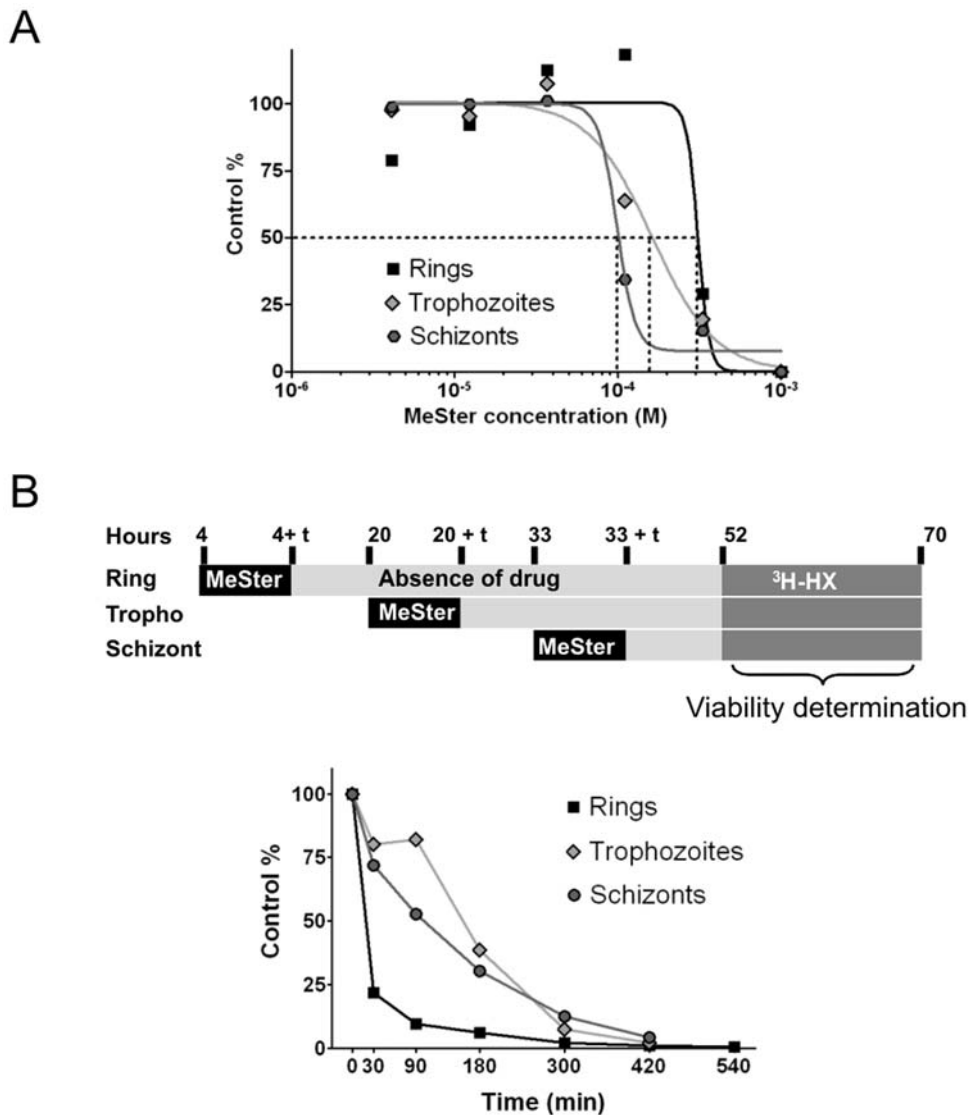 A
Control %
100
75
50
25
0
Rings
Trophozoites
Schizonts
10-6 10-5 10-4 10-3
MeSter concentration (M)
B
Hours 4 4+ t 20 20 + t 33 33 + t 52 70
Ring MeSter Absence of drug ³H-HX
Tropho MeSter
Schizont MeSter
Viability determination
Control %
100
75
50
25
0
Rings
Trophozoites
Schizonts
0 30 90 180 300 420 540
Time (min)